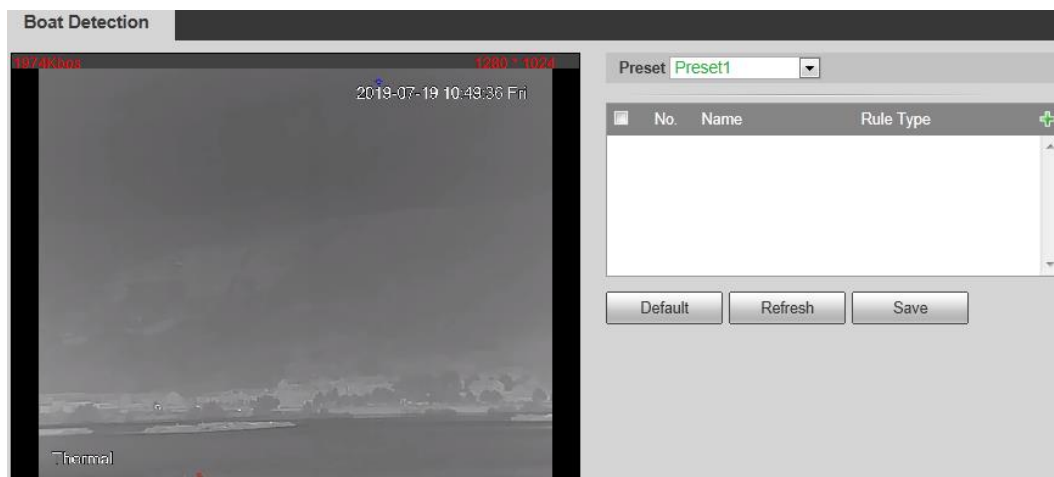 Boat Detection
1974Kbps 1280 * 1024
2019-07-19 10:49:36 Fri
Thermal
Preset Preset1
No. Name Rule Type
Default Refresh Save